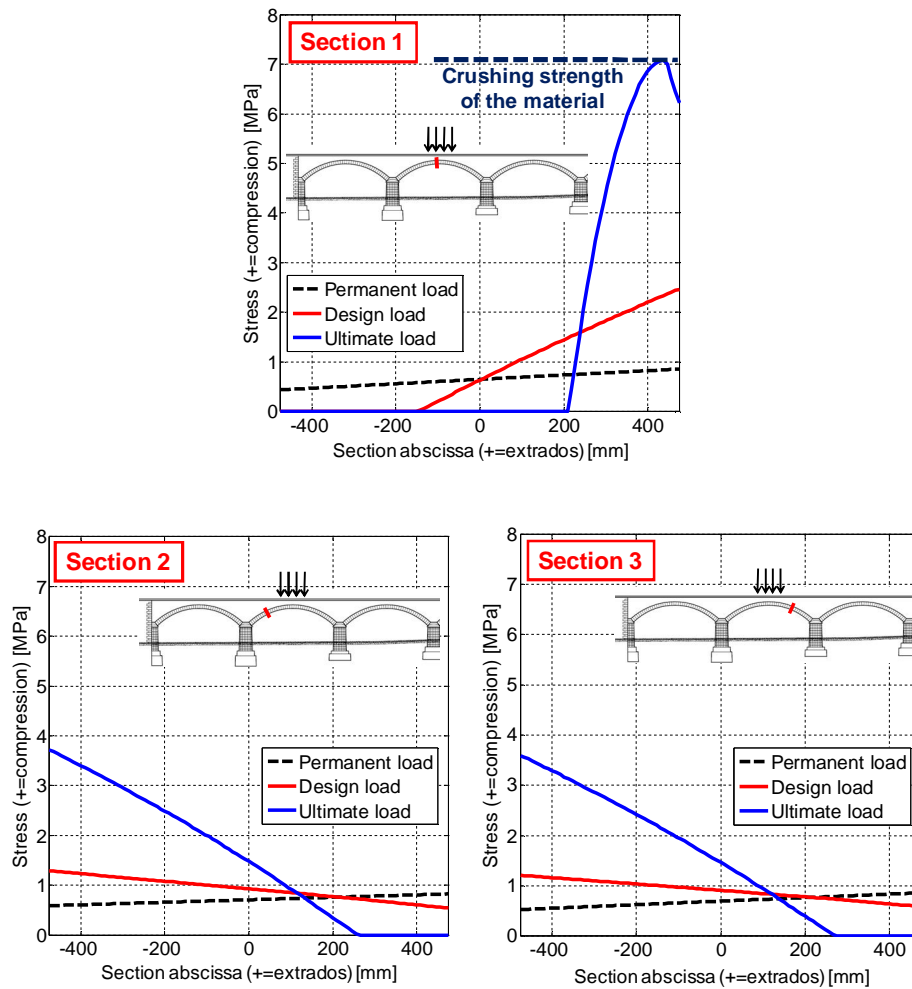 Section 1
Crushing strength
of the material
Stress (+=compression) [MPa]
8
7
6
5
4
3
2
1
0
Permanent load
Design load
Ultimate load
-400 -200 0 200 400
Section abscissa (+=extrados) [mm]
Section 2
Stress (+=compression) [MPa]
8
7
6
5
4
3
2
1
0
Permanent load
Design load
Ultimate load
-400 -200 0 200 400
Section abscissa (+=extrados) [mm]
Section 3
Stress (+=compression) [MPa]
8
7
6
5
4
3
2
1
0
Permanent load
Design load
Ultimate load
-400 -200 0 200 400
Section abscissa (+=extrados) [mm]